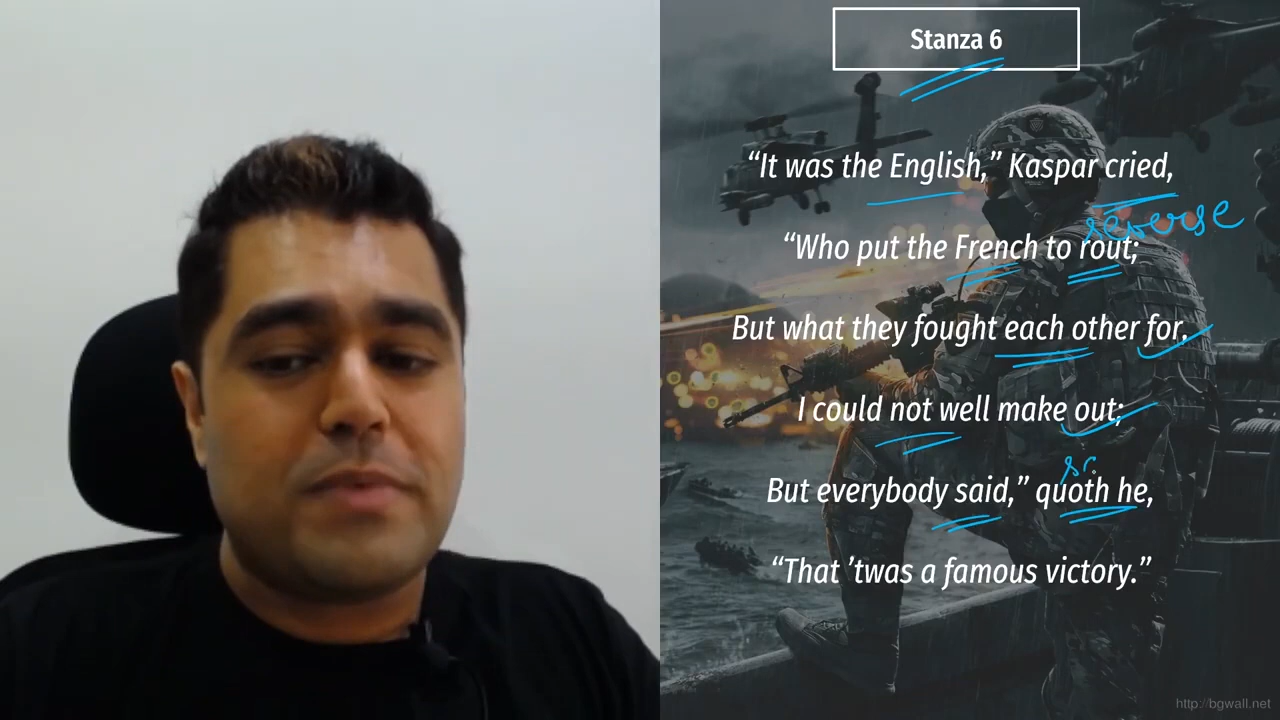 Stanza 6
“It was the English,” Kaspar cried,
reverse
“Who put the French to rout;
But what they fought each other for.
I could not well make out;
But everybody said,” quoth he,
“That ’twas a famous victory.”
http://bgwall.net